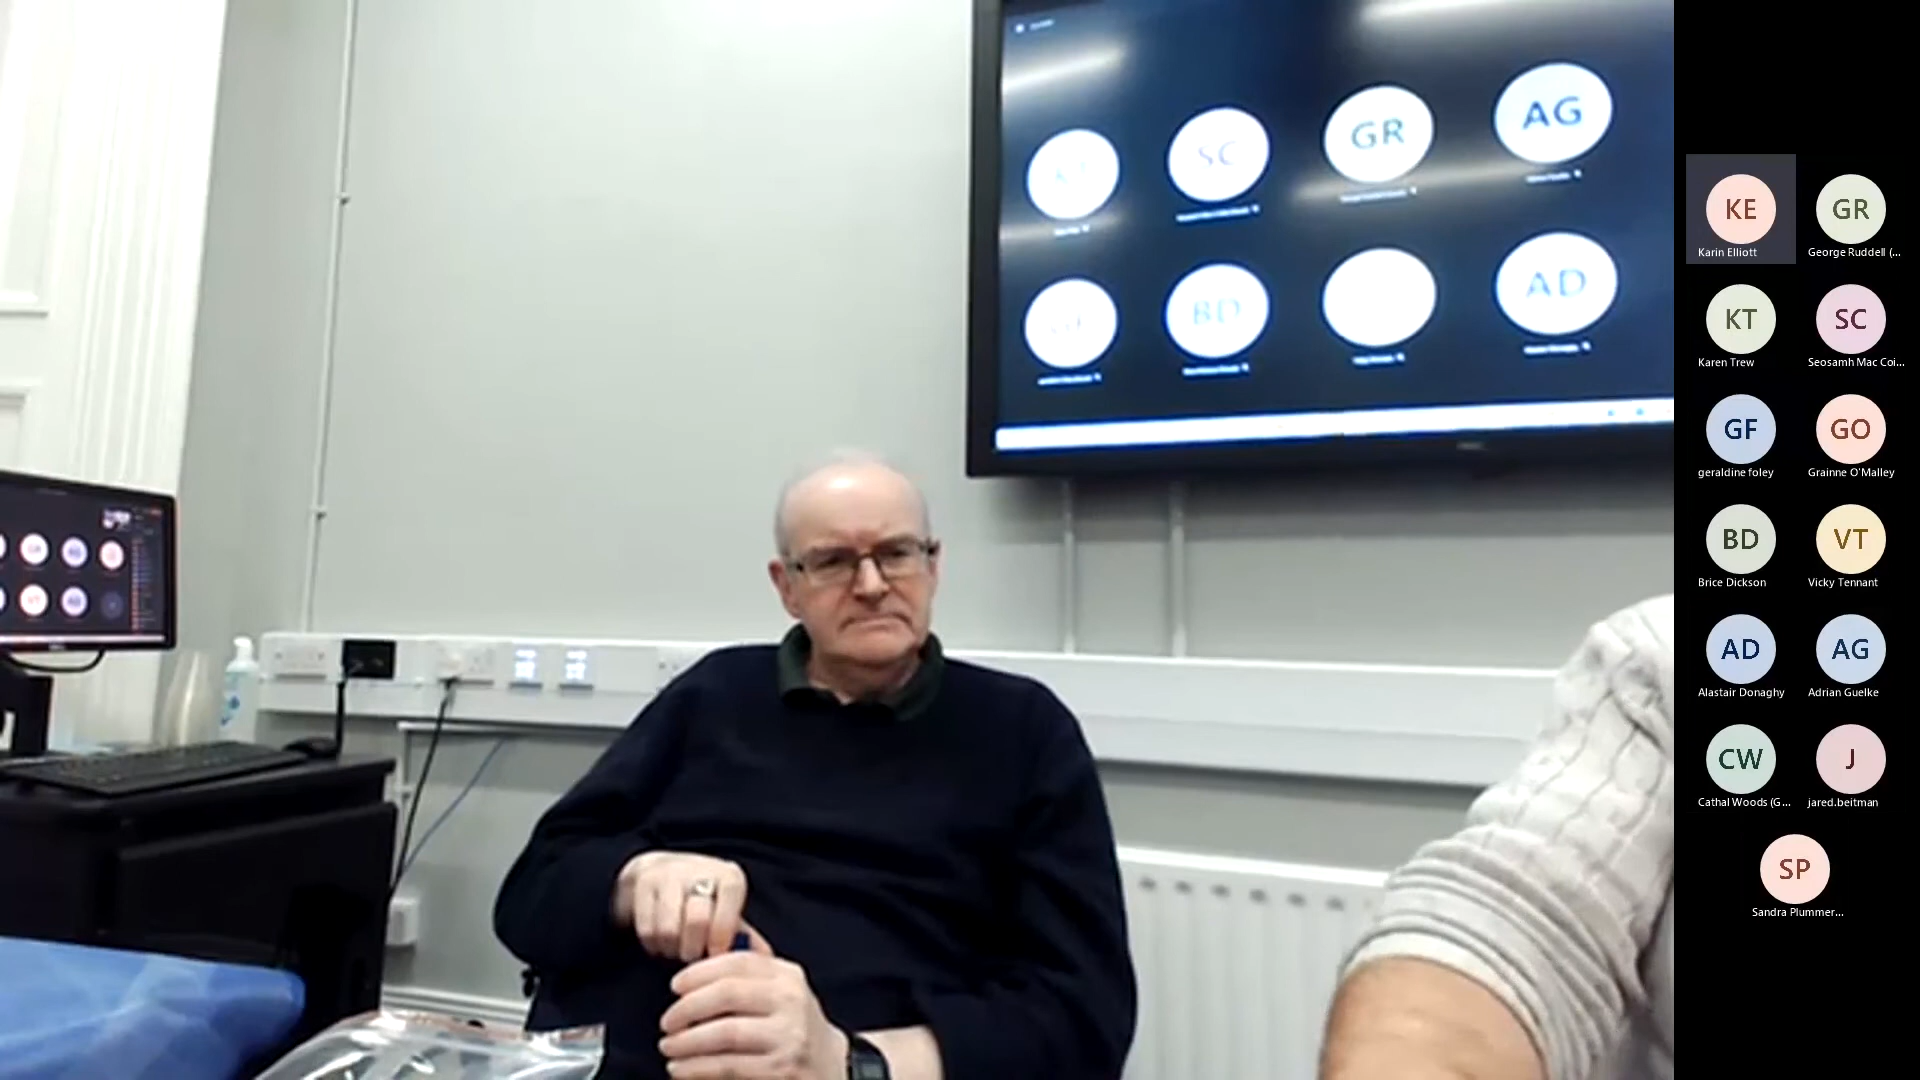 SC
GR
AG
BD
AD
KE
GR
Karin Elliott
George Ruddell (...
KT
SC
Karen Trew
Seosamh Mac Coi...
GF
GO
geraldine foley
Grainne O'Malley
BD
VT
Brice Dickson
Vicky Tennant
AD
AG
Alastair Donaghy
Adrian Guelke
CW
J
Cathal Woods (G...
jared.beitman
SP
Sandra Plummer...